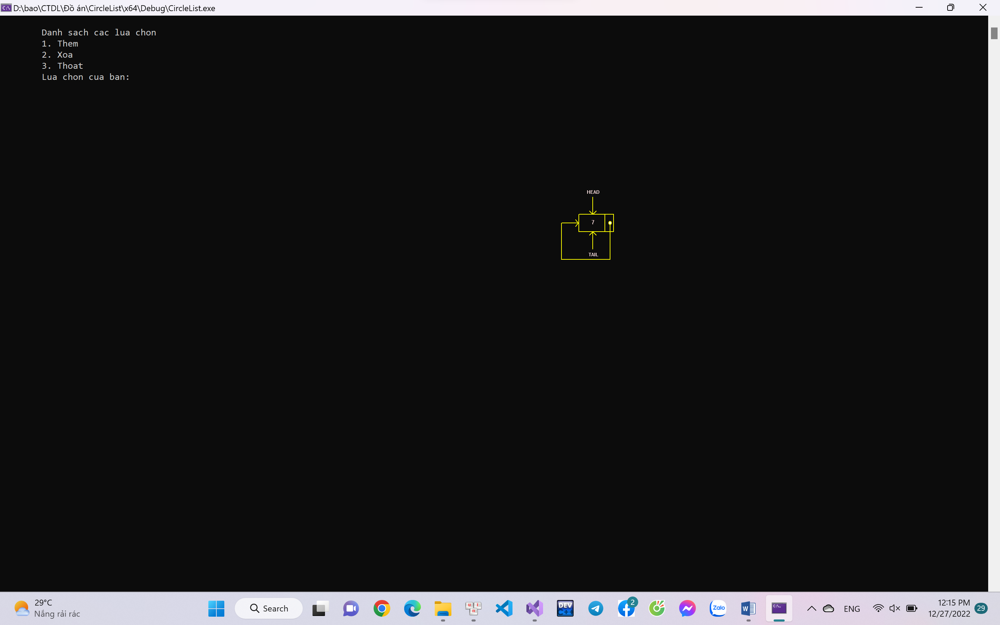 D:\bao\CTDL\Đồ án\CircleList\x64\Debug\CircleList.exe
Danh sach cac lua chon
1. Them
2. Xoa
3. Thoat
Lua chon cua ban:
HEAD
7
TAIL
29°C
Nắng rải rác
Search
DEV
C++
2
Zalo
W
u i
n
C:\
ENG
12:15 PM
12/27/2022
29